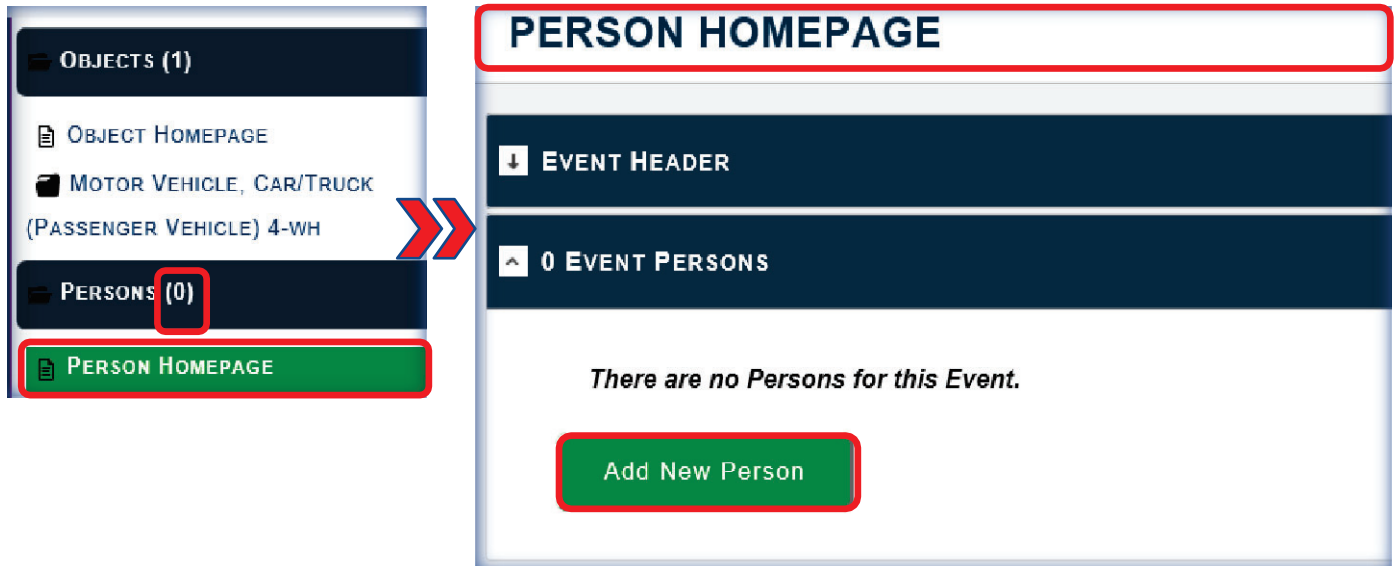 OBJECTS (1)
OBJECT HOMEPAGE
MOTOR VEHICLE, CAR/TRUCK
(PASSENGER VEHICLE) 4-WH
PERSONS (0)
PERSON HOMEPAGE
PERSON HOMEPAGE
EVENT HEADER
0 EVENT PERSONS
There are no Persons for this Event.
Add New Person